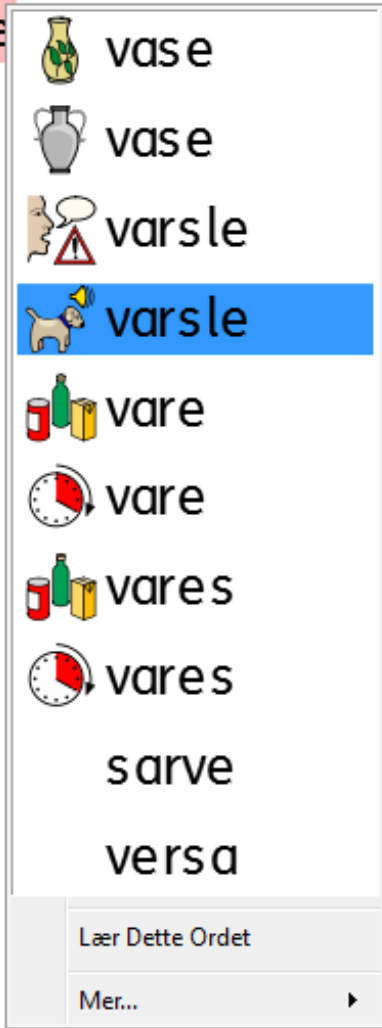 vase
vase
varsle
varsle
vare
vare
vares
vares
sarve
versa
Lær Dette Ordet
Mer...